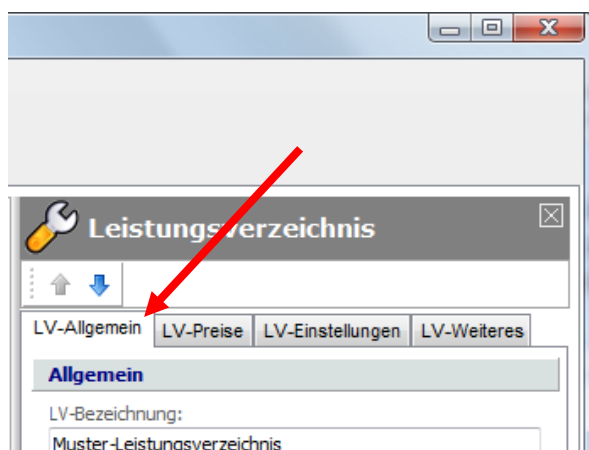 Leistungsverzeichnis
LV-Allgemein LV-Preise LV-Einstellungen LV-Weiteres
Allgemein
LV-Bezeichnung:
Muster-Leistungsverzeichnis